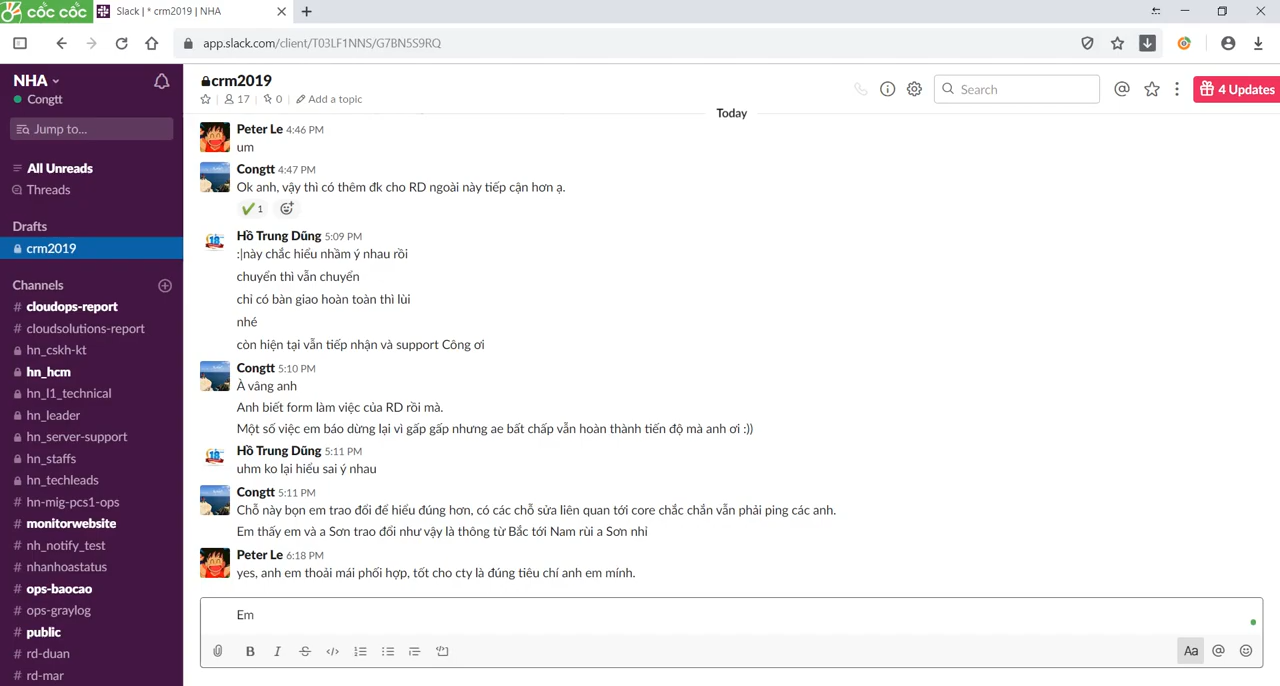 cốc cốc
Slack | * crm2019 | NHA
app.slack.com/client/T03LF1NNS/G7BN5S9RQ
NHA
Congtt
Jump to...
All Unreads
Threads
Drafts
crm2019
Channels
# cloudops-report
# cloudsolutions-report
hn_cskh-kt
hn_hcm
hn_l1_technical
hn_leader
hn_server-support
hn_staffs
hn_techleads
# hn-mig-pcs1-ops
# monitorwebsite
# nh_notify_test
# nhanhoastatus
# ops-baocao
# ops-graylog
# public
# rd-duan
# rd-mar
crm2019
17 | 0 | Add a topic
Search
4 Updates
Today
Peter Le 4:46 PM
um
Congtt 4:47 PM
Ok anh, vậy thì có thêm đk cho RD ngoài này tiếp cận hơn ạ.
1
Hồ Trung Dũng 5:09 PM
:|này chắc hiểu nhầm ý nhau rồi
chuyển thì vẫn chuyển
chỉ có bàn giao hoàn toàn thì lùi
nhé
còn hiện tại vẫn tiếp nhận và support Công ơi
Congtt 5:10 PM
À vâng anh
Anh biết form làm việc của RD rồi mà.
Một số việc em báo dừng lại vì gấp gấp nhưng ae bất chấp vẫn hoàn thành tiến độ mà anh ơi :))
Hồ Trung Dũng 5:11 PM
uhm ko lại hiểu sai ý nhau
Congtt 5:11 PM
Chỗ này bọn em trao đổi để hiểu đúng hơn, có các chỗ sửa liên quan tới core chắc chắn vẫn phải ping các anh.
Em thấy em và a Sơn trao đổi như vậy là thông từ Bắc tới Nam rùi a Sơn nhỉ
Peter Le 6:18 PM
yes, anh em thoải mái phối hợp, tốt cho cty là đúng tiêu chí anh em mình.
Em
B I S </> Aa @